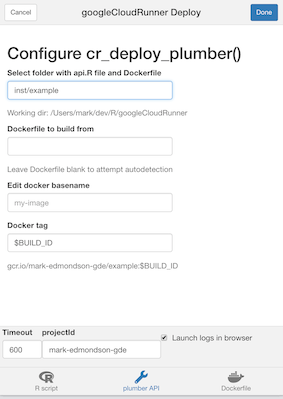 Cancel
googleCloudRunner Deploy
Done
Configure cr_deploy_plumber()
Select folder with api.R file and Dockerfile
inst/example
Working dir: /Users/mark/dev/R/googleCloudRunner
Dockerfile to build from
Leave Dockerfile blank to attempt autodetection
Edit docker basename
my-image
Docker tag
$BUILD_ID
gcr.io/mark-edmondson-gde/example:$BUILD_ID
Timeout projectId
Launch logs in browser
600 mark-edmondson-gde
R script plumber API Dockerfile